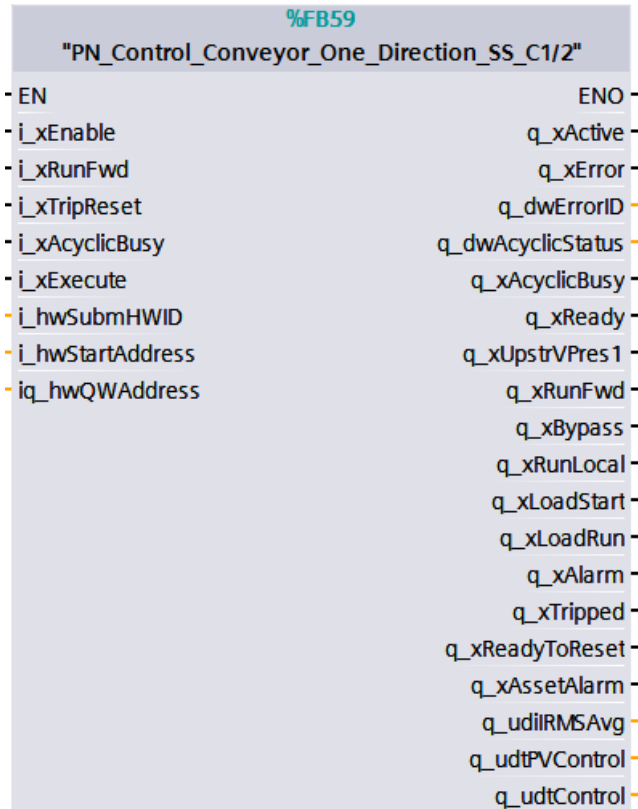 %FB59
"PN_Control_Conveyor_One_Direction_SS_C1/2"
EN ENO
i_xEnable q_xActive
i_xRunFwd q_xError
i_xTripReset q_dwErrorID
i_xAcyclicBusy q_dwAcyclicStatus
i_xExecute q_xAcyclicBusy
i_hwSubmHWID q_xReady
i_hwStartAddress q_xUpstrVPres1
iq_hwQWAddress q_xRunFwd
q_xBypass
q_xRunLocal
q_xLoadStart
q_xLoadRun
q_xAlarm
q_xTripped
q_xReadyToReset
q_xAssetAlarm
q_udiIRMSAvg
q_udtPVControl
q_udtControl